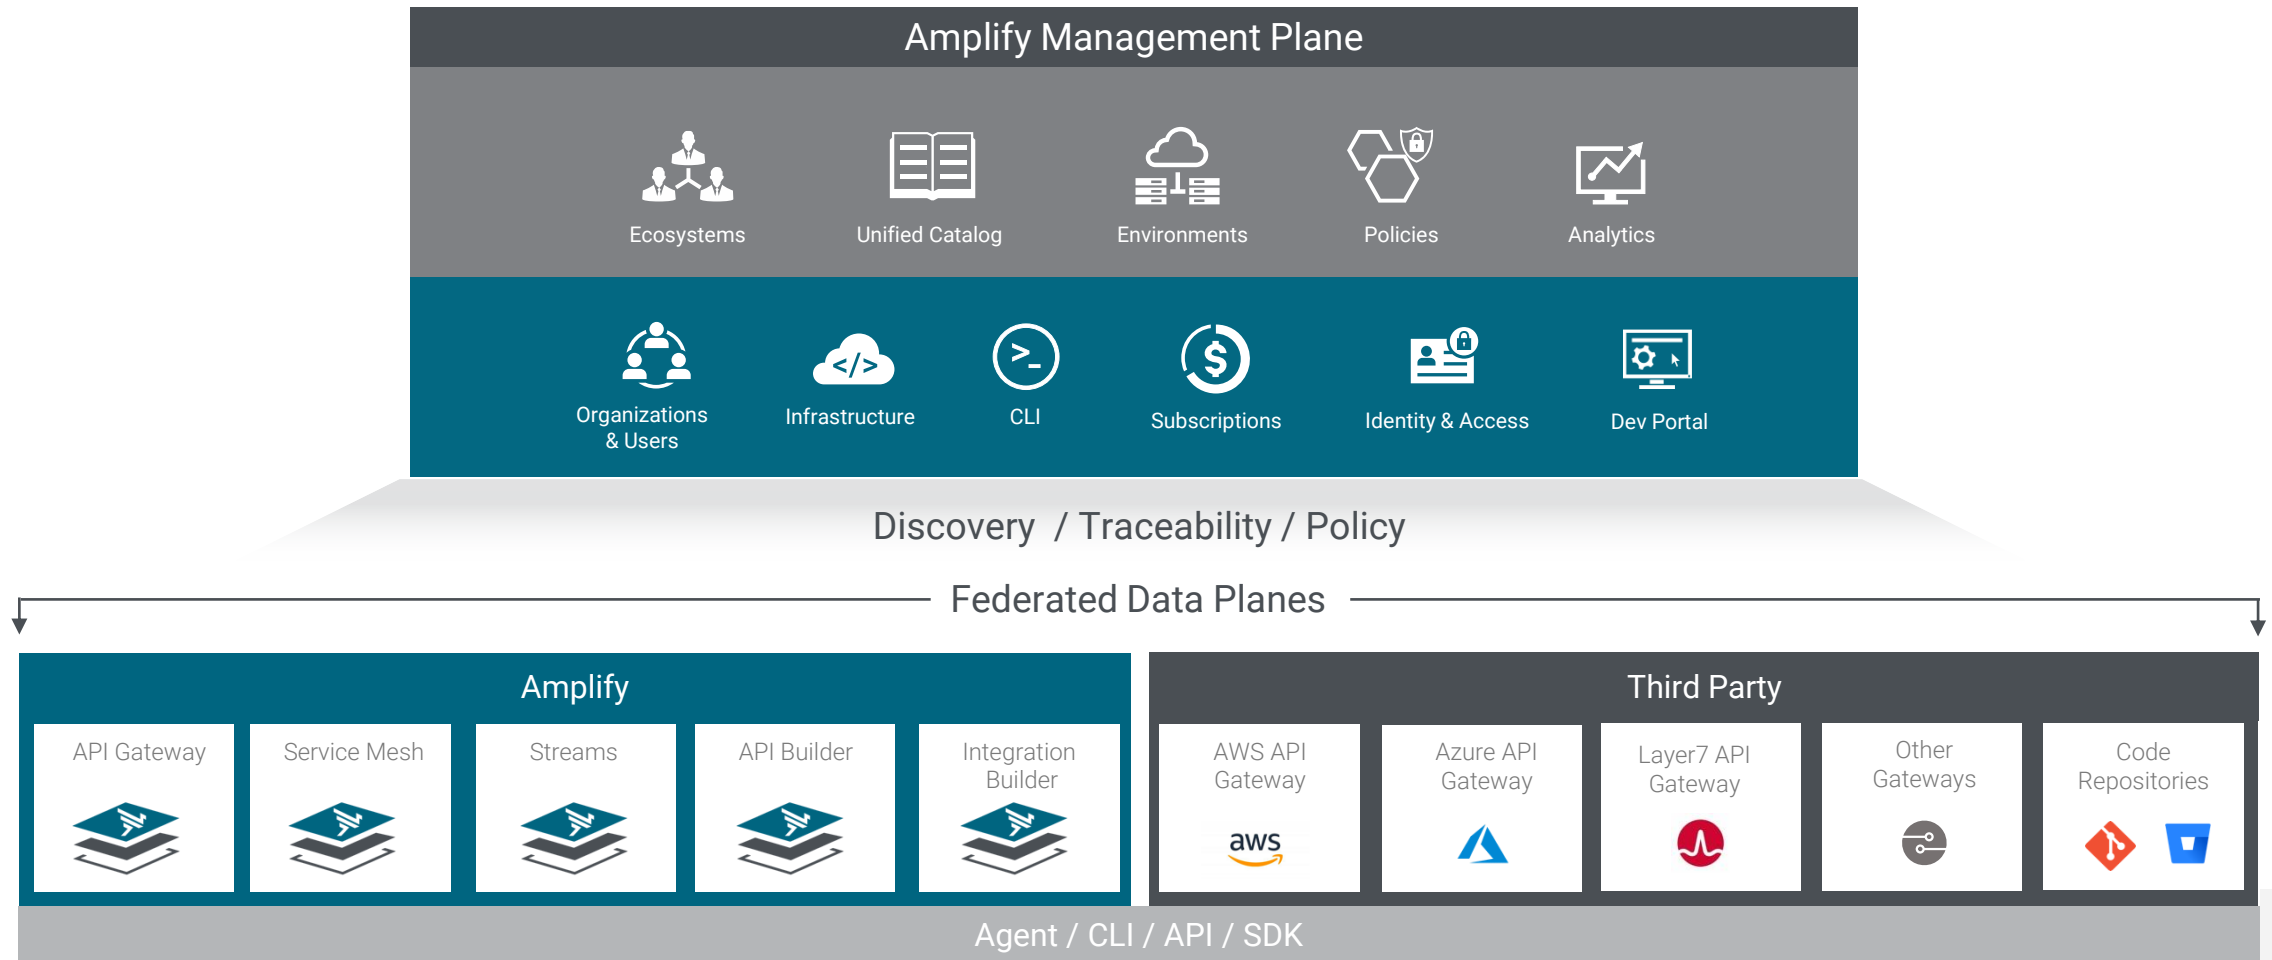 Amplify Management Plane
Ecosystems
Unified Catalog
Environments
Policies
Analytics
Organizations
& Users
Infrastructure
CLI
Subscriptions
Identity & Access
Dev Portal
Discovery / Traceability / Policy
Federated Data Planes
Amplify
API Gateway
Service Mesh
Streams
API Builder
Integration
Builder
Third Party
AWS API
Gateway
aws
Azure API
Gateway
Layer7 API
Gateway
Other
Gateways
Code
Repositories
Agent / CLI / API / SDK